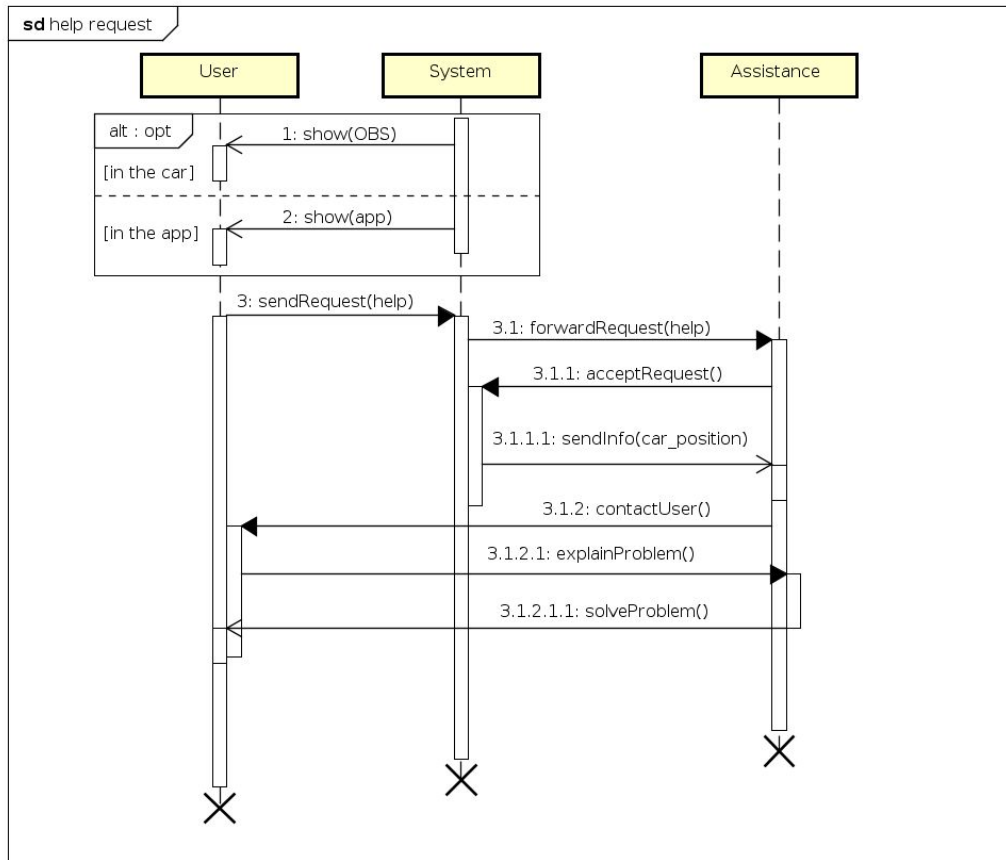 sd help request
User
System
Assistance
alt : opt
1: show(OBS)
[in the car]
2: show(app)
[in the app]
3: sendRequest(help)
3.1: forwardRequest(help)
3.1.1: acceptRequest()
3.1.1.1: sendInfo(car_position)
3.1.2: contactUser()
3.1.2.1: explainProblem()
3.1.2.1.1: solveProblem()